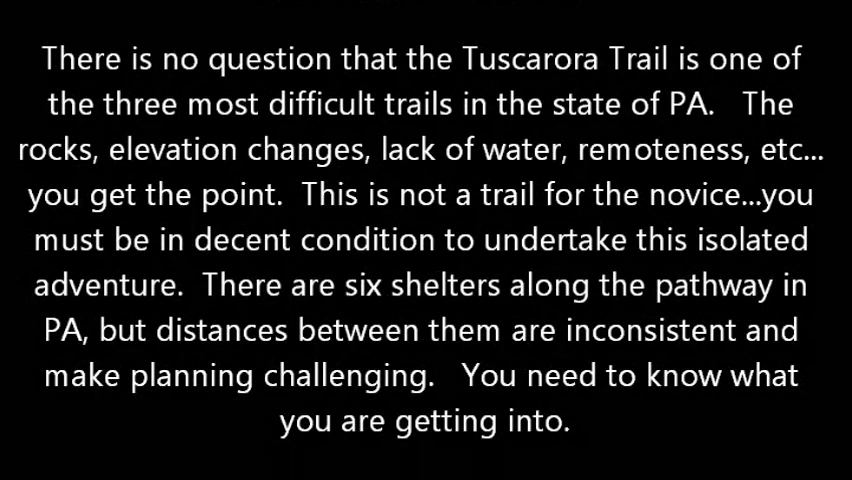 There is no question that the Tuscarora Trail is one of
the three most difficult trails in the state of PA. The
rocks, elevation changes, lack of water, remoteness, etc...
you get the point. This is not a trail for the novice...you
must be in decent condition to undertake this isolated
adventure. There are six shelters along the pathway in
PA, but distances between them are inconsistent and
make planning challenging. You need to know what
you are getting into.